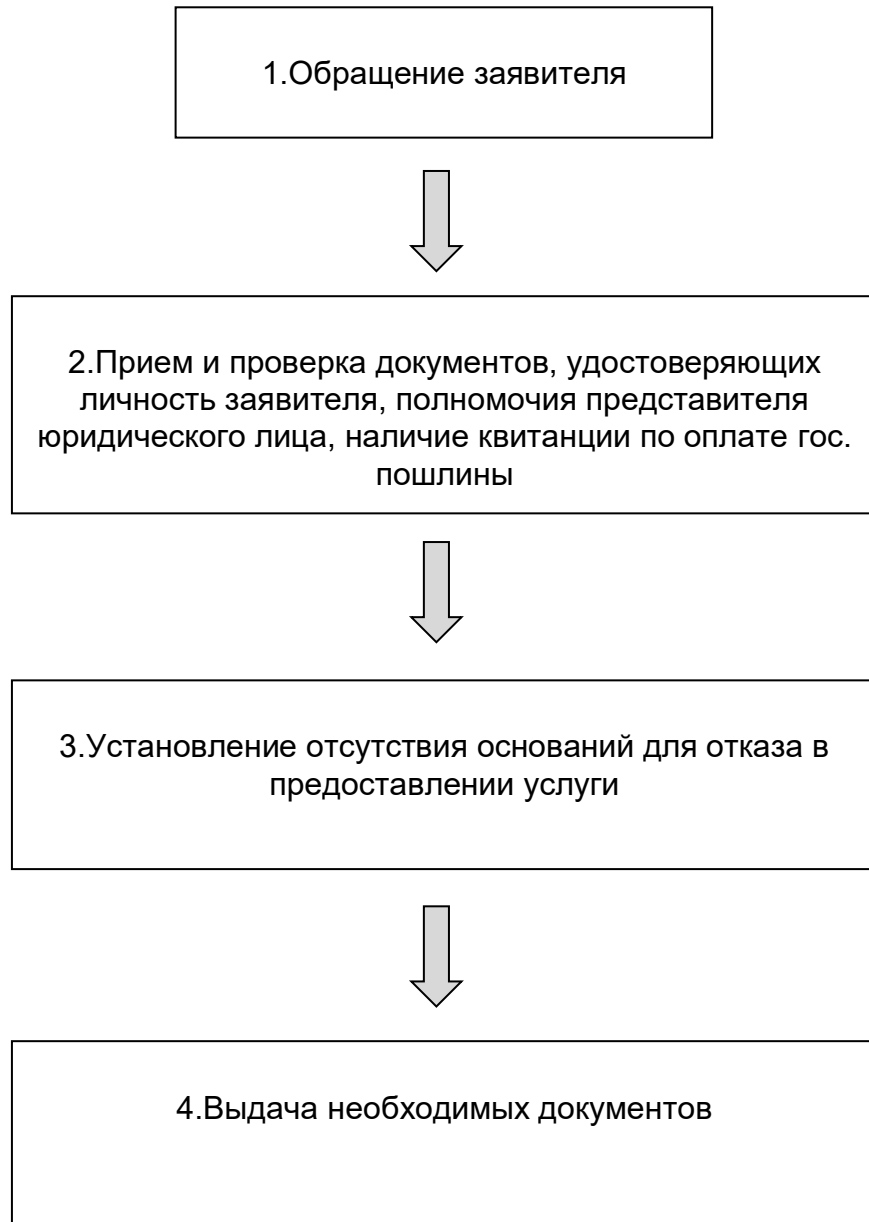 1.Обращение заявителя
2.Прием и проверка документов, удостоверяющих
личность заявителя, полномочия представителя
юридического лица, наличие квитанции по оплате гос.
пошлины
3.Установление отсутствия оснований для отказа в
предоставлении услуги
4.Выдача необходимых документов